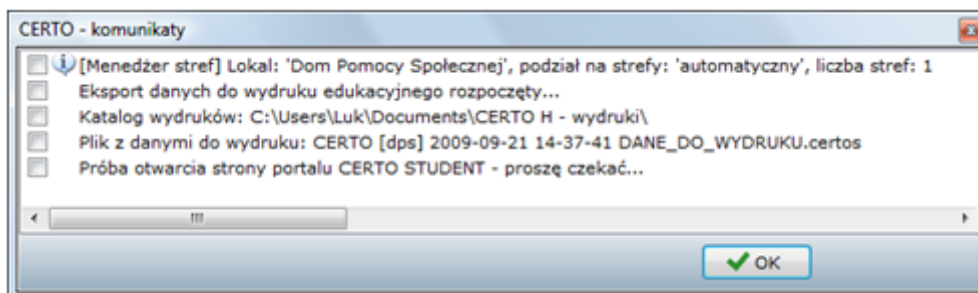 CERTO - komunikaty
[Menedżer stref] Lokal: 'Dom Pomocy Społecznej', podział na strefy: 'automatyczny', liczba stref: 1
Eksport danych do wydruku edukacyjnego rozpoczęty...
Katalog wydruków: C:\Users\Luk\Documents\CERTO H - wydruki\
Plik z danymi do wydruku: CERTO [dps] 2009-09-21 14-37-41 DANE_DO_WYDRUKU.certos
Próba otwarcia strony portalu CERTO STUDENT - proszę czekać...
OK